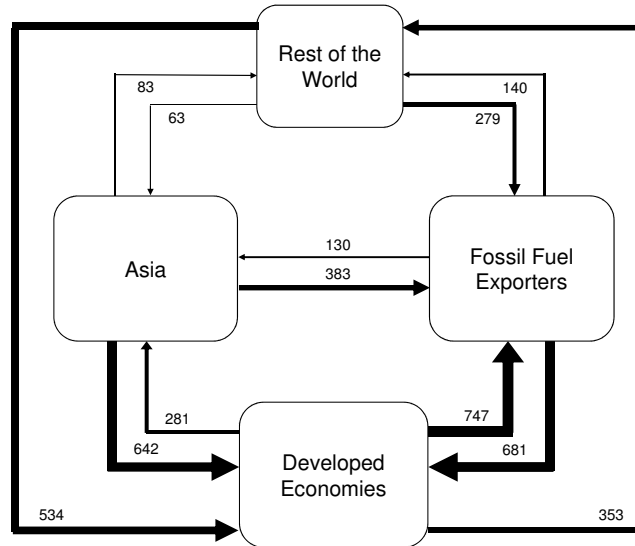 Rest of the
World
83
140
63
279
130
Asia
Fossil Fuel
Exporters
383
281
747
642
681
Developed
Economies
534
353